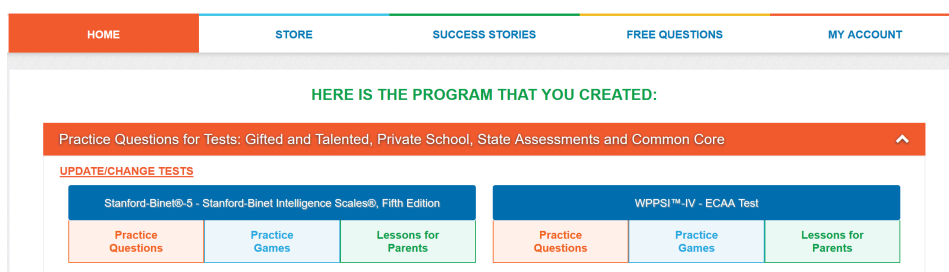 HOME STORE SUCCESS STORIES FREE QUESTIONS MY ACCOUNT
HERE IS THE PROGRAM THAT YOU CREATED:
Practice Questions for Tests: Gifted and Talented, Private School, State Assessments and Common Core
UPDATE/CHANGE TESTS
Stanford-Binet®-5 - Stanford-Binet Intelligence Scales®, Fifth Edition
Practice
Questions
Practice
Games
Lessons for
Parents
WPPSI™-IV - ECAA Test
Practice
Questions
Practice
Games
Lessons for
Parents